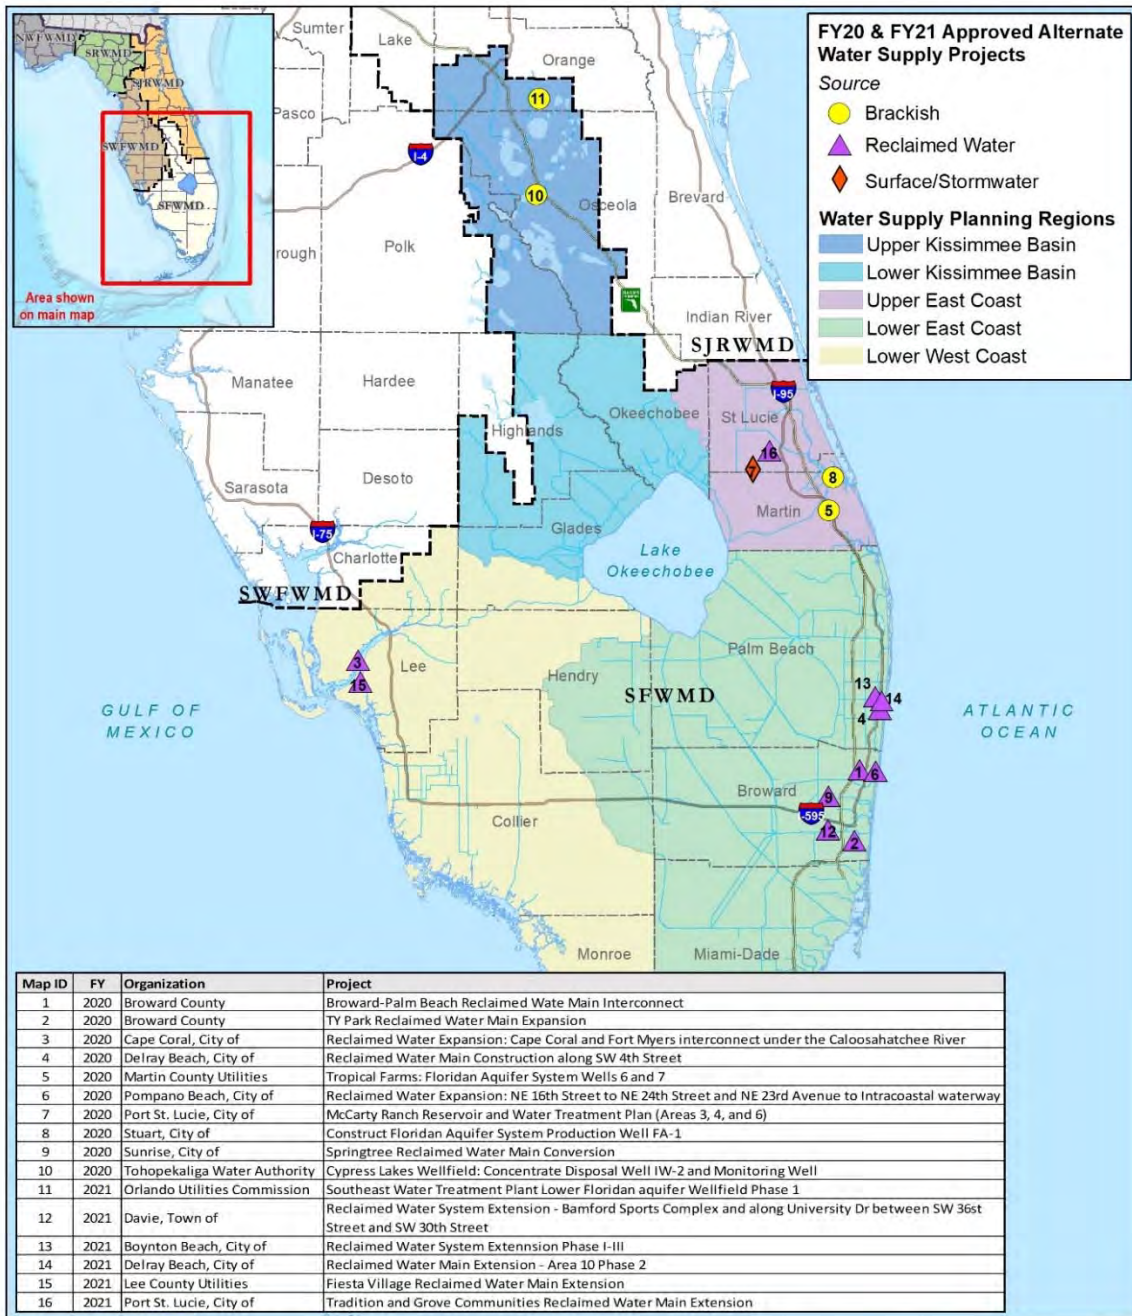 NWFWMD
SRWMD
SJRWMD
SWFWMD
SFWMD
Area shown
on main map
FY20 & FY21 Approved Alternate
Water Supply Projects
Source
Brackish
Reclaimed Water
Surface/Stormwater
Water Supply Planning Regions
Upper Kissimmee Basin
Lower Kissimmee Basin
Upper East Coast
Lower East Coast
Lower West Coast
Sumter
Lake
Orange
Pasco
11
I-4
10
Osceola
Brevard
Polk
rough
Indian River
SJRWMD
Manatee
Hardee
I-95
Okeechobee
St Lucie
Highlands
16
7
8
Desoto
Sarasota
Martin
5
I-75
Glades
Charlotte
Lake
Okeechobee
SWFWMD
Palm Beach
3
Lee
Hendry
15
SFWMD
13
14
4
GULF OF
MEXICO
ATLANTIC
OCEAN
1
6
Broward
9
I-595
Collier
12
2
Monroe
Miami-Dade
Map ID FY Organization Project
1 2020 Broward County Broward-Palm Beach Reclaimed Wate Main Interconnect
2 2020 Broward County TY Park Reclaimed Water Main Expansion
3 2020 Cape Coral, City of Reclaimed Water Expansion: Cape Coral and Fort Myers interconnect under the Caloosahatchee River
4 2020 Delray Beach, City of Reclaimed Water Main Construction along SW 4th Street
5 2020 Martin County Utilities Tropical Farms: Floridan Aquifer System Wells 6 and 7
6 2020 Pompano Beach, City of Reclaimed Water Expansion: NE 16th Street to NE 24th Street and NE 23rd Avenue to Intracoastal waterway
7 2020 Port St. Lucie, City of McCarty Ranch Reservoir and Water Treatment Plan (Areas 3, 4, and 6)
8 2020 Stuart, City of Construct Floridan Aquifer System Production Well FA-1
9 2020 Sunrise, City of Springtree Reclaimed Water Main Conversion
10 2020 Tohopekaliga Water Authority Cypress Lakes Wellfield: Concentrate Disposal Well IW-2 and Monitoring Well
11 2021 Orlando Utilities Commission Southeast Water Treatment Plant Lower Floridan aquifer Wellfield Phase 1
12 2021 Davie, Town of Reclaimed Water System Extension - Bamford Sports Complex and along University Dr between SW 36st
Street and SW 30th Street
13 2021 Boynton Beach, City of Reclaimed Water System Extennsion Phase I-III
14 2021 Delray Beach, City of Reclaimed Water Main Extension - Area 10 Phase 2
15 2021 Lee County Utilities Fiesta Village Reclaimed Water Main Extension
16 2021 Port St. Lucie, City of Tradition and Grove Communities Reclaimed Water Main Extension